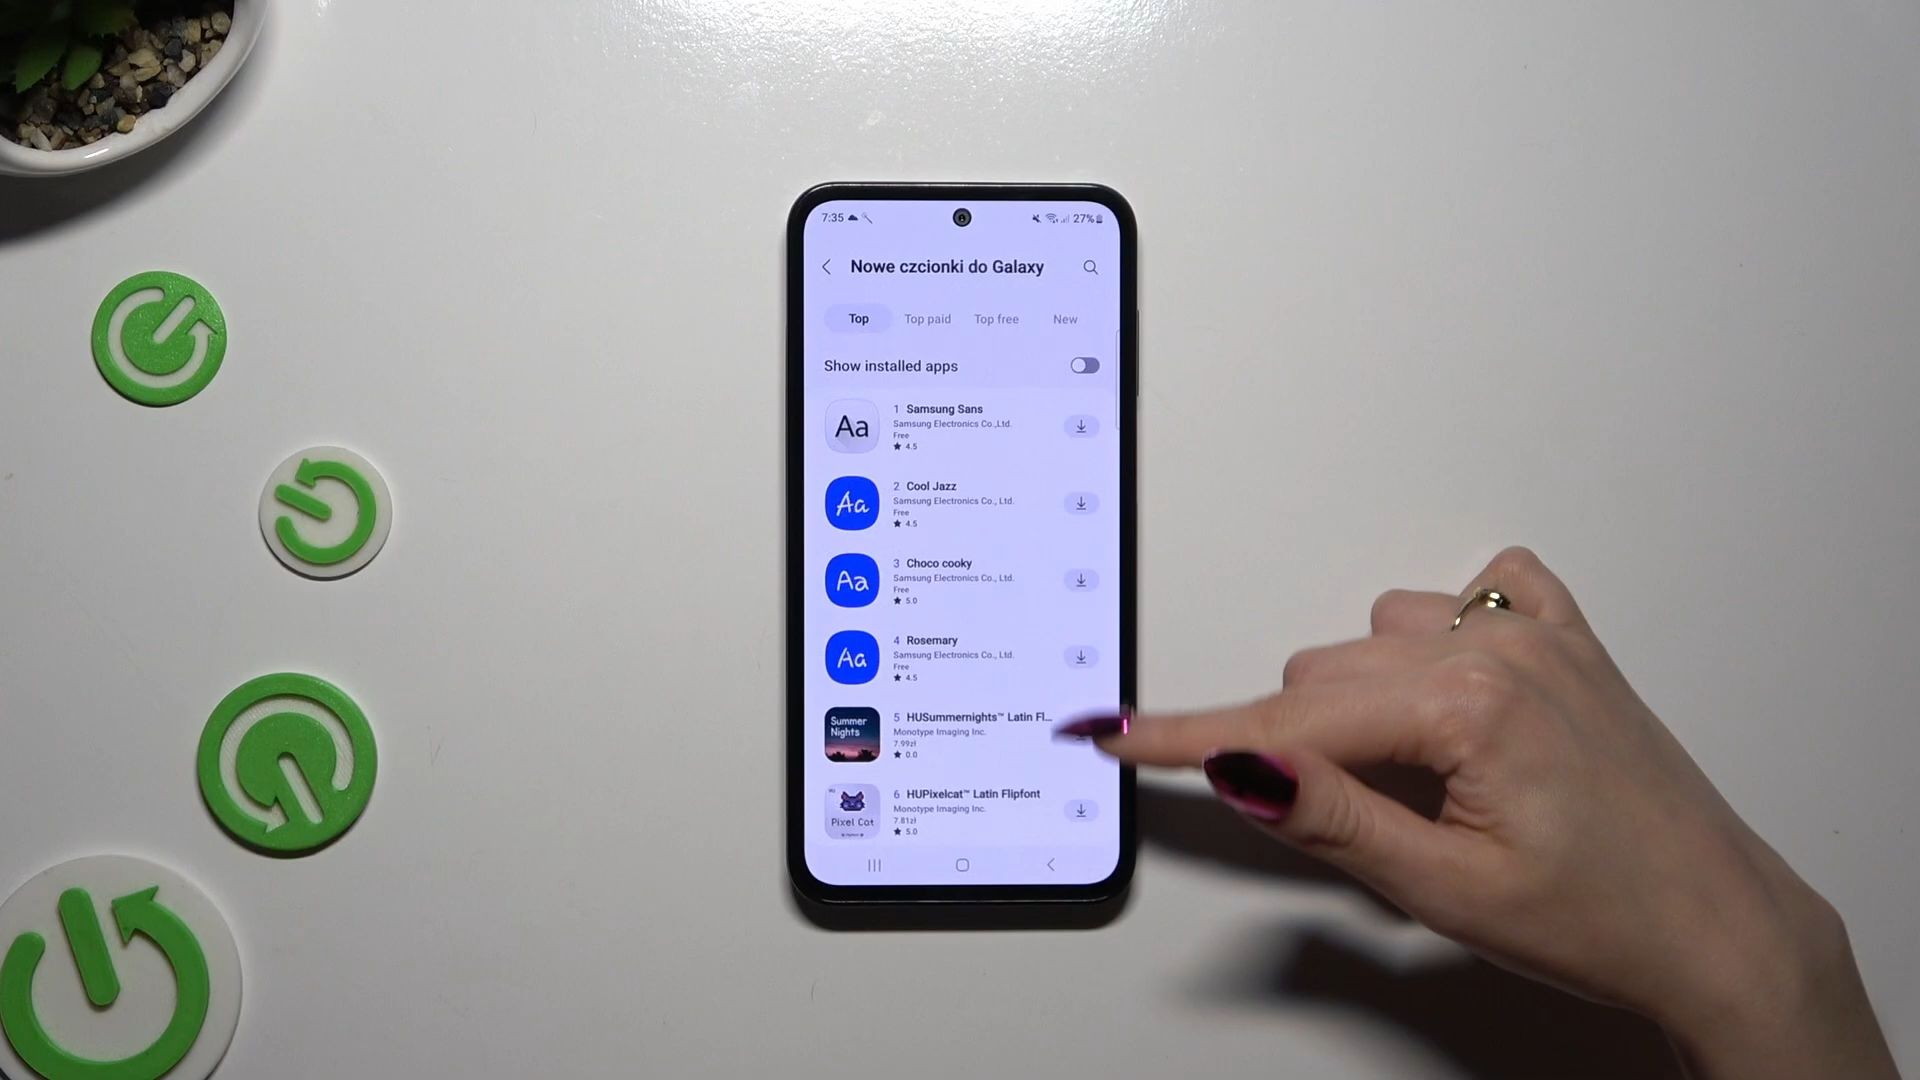 7:35 27%
Nowe czcionki do Galaxy
Top Top paid Top free New
Show installed apps
Aa
1 Samsung Sans
Samsung Electronics Co.,Ltd.
Free
★ 4.5
Aa
2 Cool Jazz
Samsung Electronics Co., Ltd.
Free
★ 4.5
Aa
3 Choco cooky
Samsung Electronics Co., Ltd.
Free
★ 5.0
Aa
4 Rosemary
Samsung Electronics Co., Ltd.
Free
★ 4.5
Summer
Nights
5 HUSummernights™ Latin Fl...
Monotype Imaging Inc.
7.99zł
★ 0.0
Pixel Cat
6 HUPixelcat™ Latin Flipfont
Monotype Imaging Inc.
7.81zł
★ 5.0